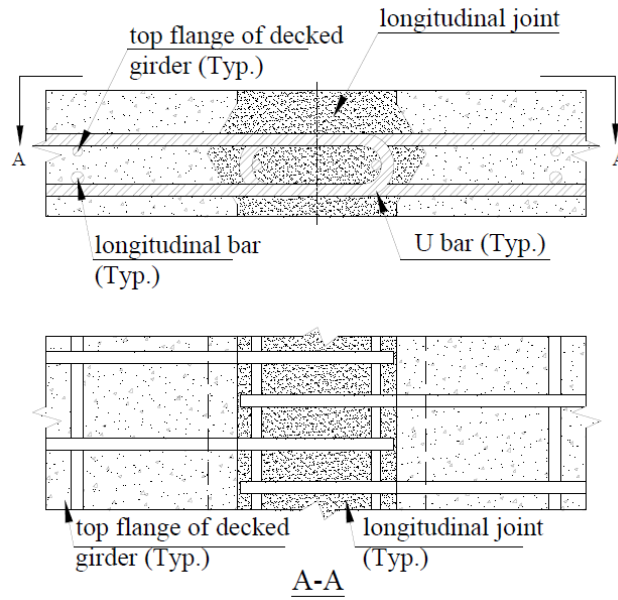 top flange of decked
girder (Typ.)
longitudinal joint
A
A
longitudinal bar
(Typ.)
U bar (Typ.)
top flange of decked
girder (Typ.)
longitudinal joint
(Typ.)
A-A